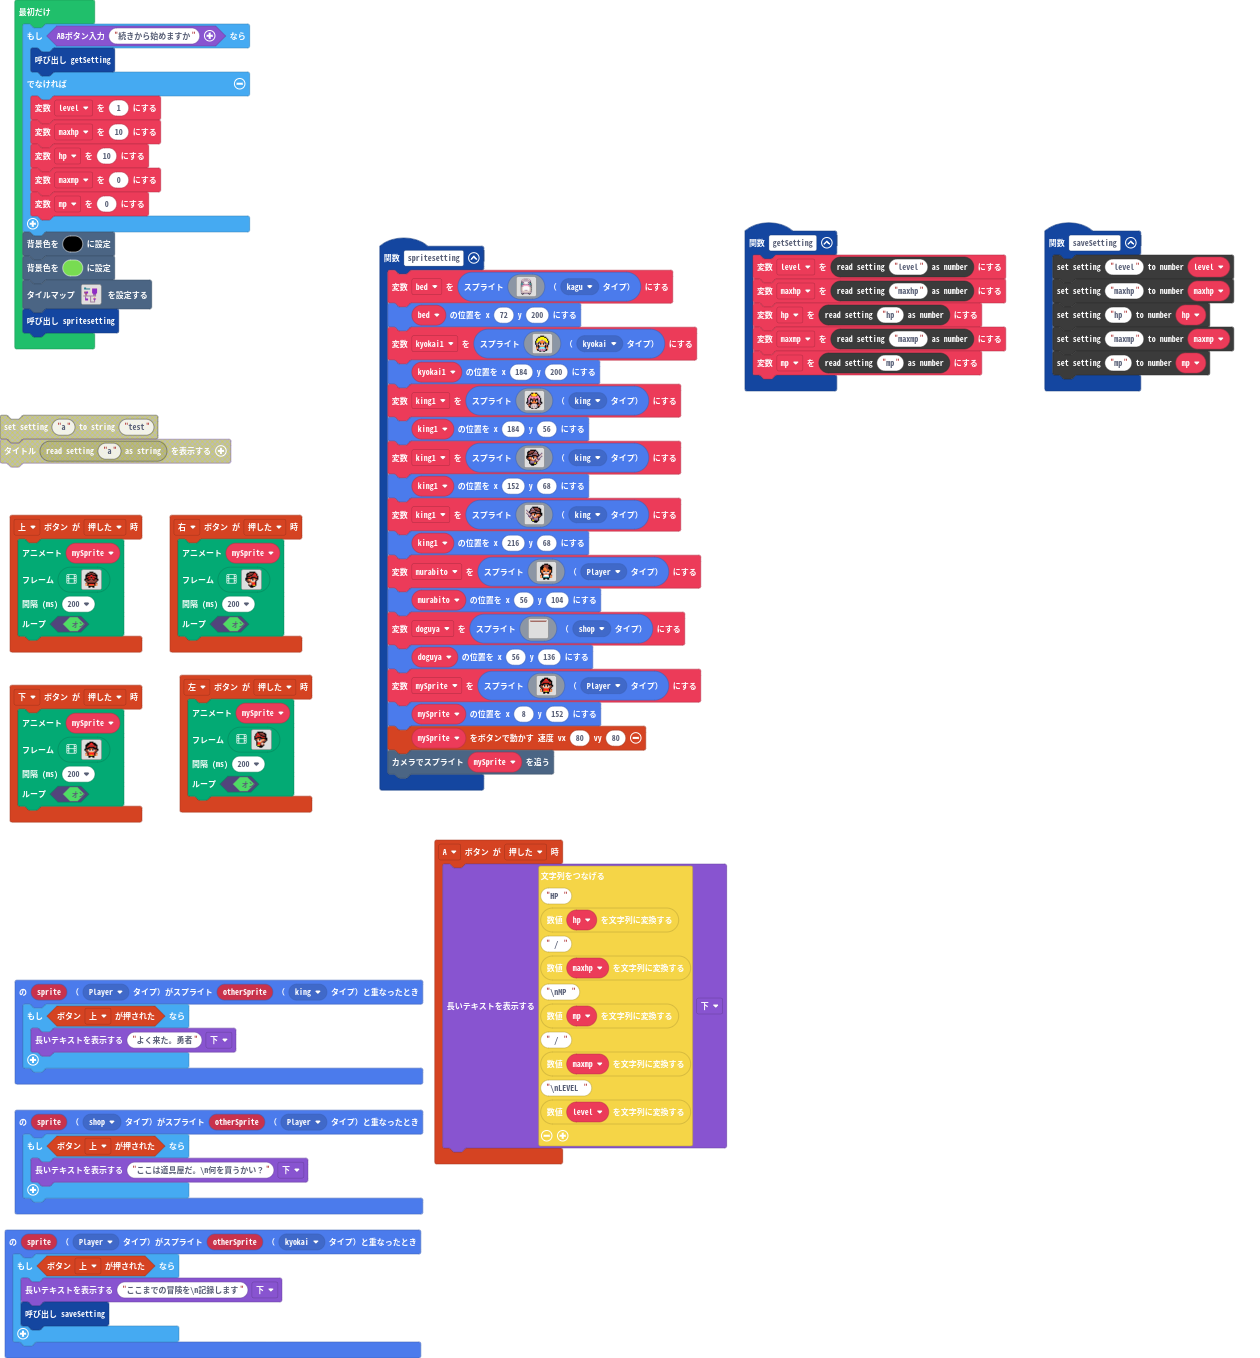 最初だけ
もし ABボタン入力 "続きから始めますか" なら
呼び出し getSetting
でなければ
変数 level を 1 にする
変数 maxhp を 10 にする
変数 hp を 10 にする
変数 maxmp を 0 にする
変数 mp を 0 にする
背景色を に設定
背景色を に設定
タイルマップ を設定する
呼び出し spritesetting
set setting "a" to string "test"
タイトル read setting "a" as string を表示する
上 ボタン が 押した 時
アニメート mySprite
フレーム
間隔 (ms) 200
ループ オフ
右 ボタン が 押した 時
アニメート mySprite
フレーム
間隔 (ms) 200
ループ
下 ボタン が 押した 時
アニメート mySprite
フレーム
間隔 (ms) 200
ループ
左 ボタン が 押した 時
アニメート mySprite
フレーム
間隔 (ms) 200
ループ
関数 spritesetting
変数 bed を スプライト ( kagu タイプ) にする
bed の位置を x 72 y 200 にする
変数 kyokai1 を スプライト ( kyokai タイプ) にする
kyokai1 の位置を x 184 y 200 にする
変数 king1 を スプライト ( king タイプ) にする
king1 の位置を x 184 y 56 にする
変数 king1 を スプライト ( king タイプ) にする
king1 の位置を x 152 y 68 にする
変数 king1 を スプライト ( king タイプ) にする
king1 の位置を x 216 y 68 にする
変数 murabito を スプライト ( Player タイプ) にする
murabito の位置を x 56 y 104 にする
変数 doguya を スプライト ( shop タイプ) にする
doguya の位置を x 56 y 136 にする
変数 mySprite を スプライト ( Player タイプ) にする
mySprite の位置を x 8 y 152 にする
mySprite をボタンで動かす 速度 vx 80 vy 80
カメラでスプライト mySprite を追う
関数 getSetting
変数 level を read setting "level" as number にする
変数 maxhp を read setting "maxhp" as number にする
変数 hp を read setting "hp" as number にする
変数 maxmp を read setting "maxmp" as number にする
変数 mp を read setting "mp" as number にする
関数 saveSetting
set setting "level" to number level
set setting "maxhp" to number maxhp
set setting "hp" to number hp
set setting "maxmp" to number maxmp
set setting "mp" to number mp
A ボタン が 押した 時
文字列をつなげる
"HP "
数値 hp を文字列に変換する
" / "
数値 maxhp を文字列に変換する
"\nMP "
長いテキストを表示する 下
数値 mp を文字列に変換する
" / "
数値 maxmp を文字列に変換する
"\nLEVEL "
数値 level を文字列に変換する
の sprite ( Player タイプ) がスプライト otherSprite ( king タイプ) と重なったとき
もし ボタン 上 が押された なら
長いテキストを表示する "よく来た。勇者" 下
の sprite ( shop タイプ) がスプライト otherSprite ( Player タイプ) と重なったとき
もし ボタン 上 が押された なら
長いテキストを表示する "ここは道具屋だ。\n何を買うかい？" 下
の sprite ( Player タイプ) がスプライト otherSprite ( kyokai タイプ) と重なったとき
もし ボタン 上 が押された なら
長いテキストを表示する "ここまでの冒険を\n記録します" 下
呼び出し saveSetting